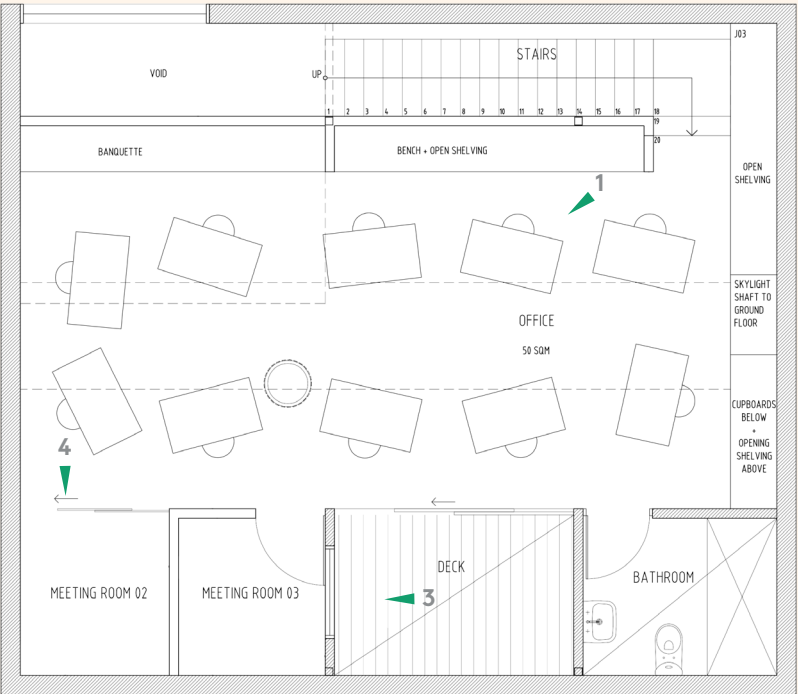 J03
STAIRS
VOID
UP
1 2 3 4 5 6 7 8 9 10 11 12 13 14 15 16 17 18
19
20
BANQUETTE
BENCH + OPEN SHELVING
OPEN
SHELVING
1
SKYLIGHT
SHAFT TO
GROUND
FLOOR
OFFICE
50 SQM
CUPBOARDS
BELOW
+
OPENING
SHELVING
ABOVE
4
MEETING ROOM 02
MEETING ROOM 03
DECK
3
BATHROOM